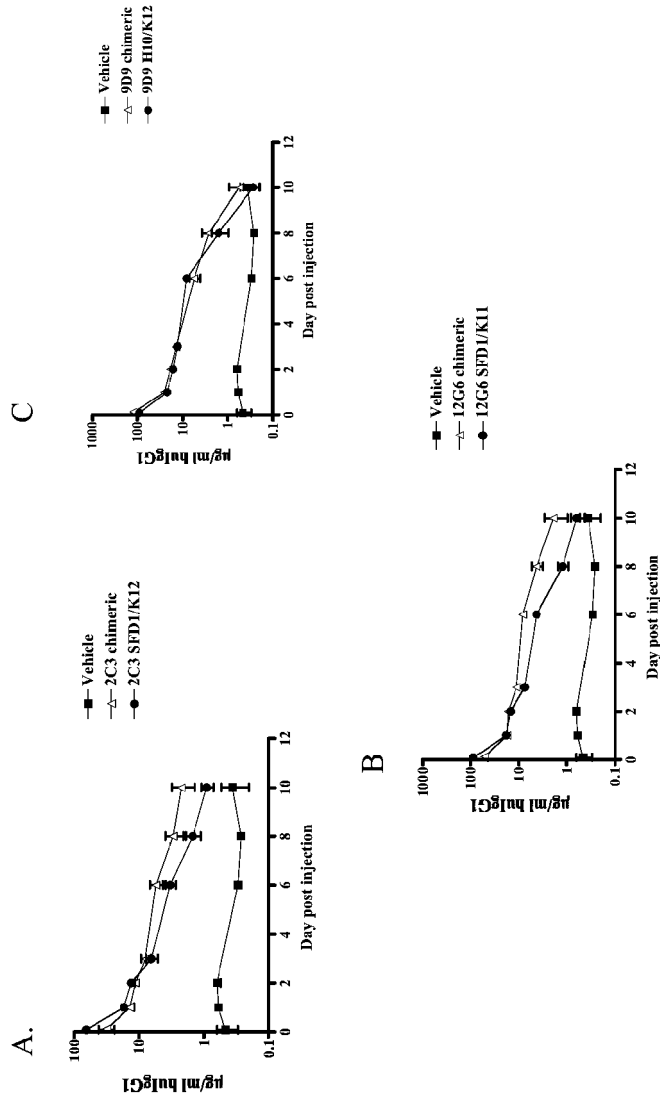 A.
100
10
1
0.1
µg/ml huIgG1
0 2 4 6 8 10 12
Day post injection
Vehicle
2C3 chimeric
2C3 SFD1/K12
B
1000
100
10
1
0.1
µg/ml huIgG1
0 2 4 6 8 10 12
Day post injection
Vehicle
12G6 chimeric
12G6 SFD1/K11
C
1000
100
10
1
0.1
µg/ml huIgG1
0 2 4 6 8 10 12
Day post injection
Vehicle
9D9 chimeric
9D9 H10/K12